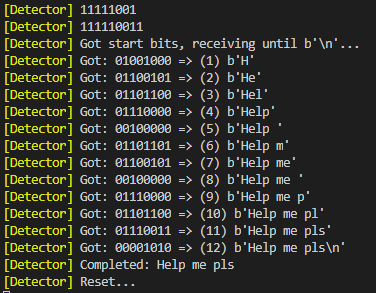 [Detector] 11111001
[Detector] 111110011
[Detector] Got start bits, receiving until b'\n'...
[Detector] Got: 01001000 => (1) b'H'
[Detector] Got: 01100101 => (2) b'He'
[Detector] Got: 01101100 => (3) b'Hel'
[Detector] Got: 01110000 => (4) b'Help'
[Detector] Got: 00100000 => (5) b'Help '
[Detector] Got: 01101101 => (6) b'Help m'
[Detector] Got: 01100101 => (7) b'Help me'
[Detector] Got: 00100000 => (8) b'Help me '
[Detector] Got: 01110000 => (9) b'Help me p'
[Detector] Got: 01101100 => (10) b'Help me pl'
[Detector] Got: 01110011 => (11) b'Help me pls'
[Detector] Got: 00001010 => (12) b'Help me pls\n'
[Detector] Completed: Help me pls
[Detector] Reset...